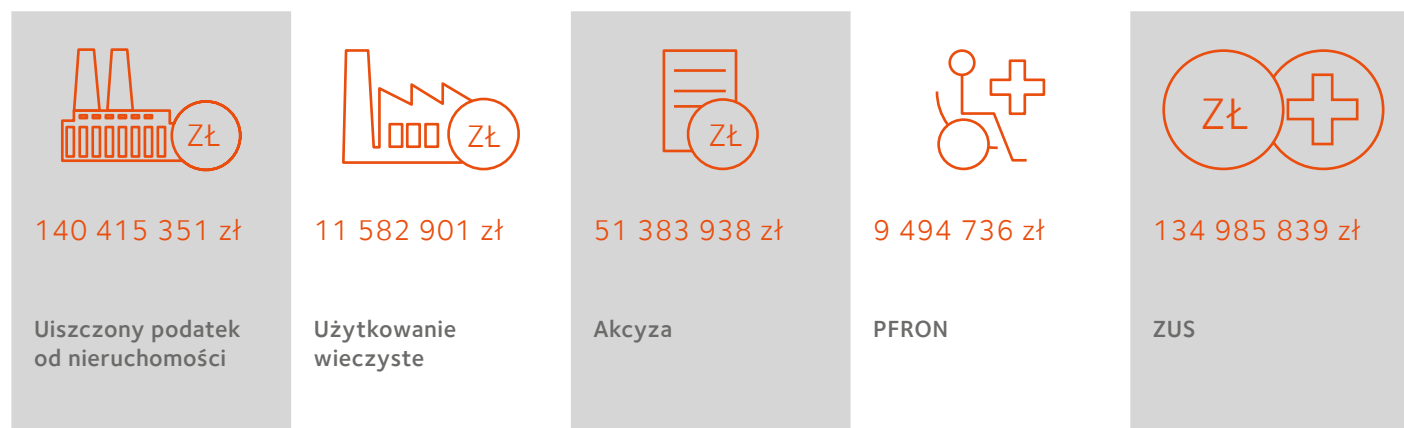 ZŁ
140 415 351 zł
Uiszczony podatek
od nieruchomości
ZŁ
11 582 901 zł
Użytkowanie
wieczyste
ZŁ
51 383 938 zł
Akcyza
9 494 736 zł
PFRON
ZŁ
134 985 839 zł
ZUS